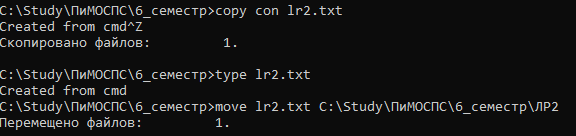 C:\Study\ПиМОСПС\6_семестр>copy con lr2.txt
Created from cmd^Z
Скопировано файлов:         1.
C:\Study\ПиМОСПС\6_семестр>type lr2.txt
Created from cmd
C:\Study\ПиМОСПС\6_семестр>move lr2.txt C:\Study\ПиМОСПС\6_семестр\ЛР2
Перемещено файлов:         1.